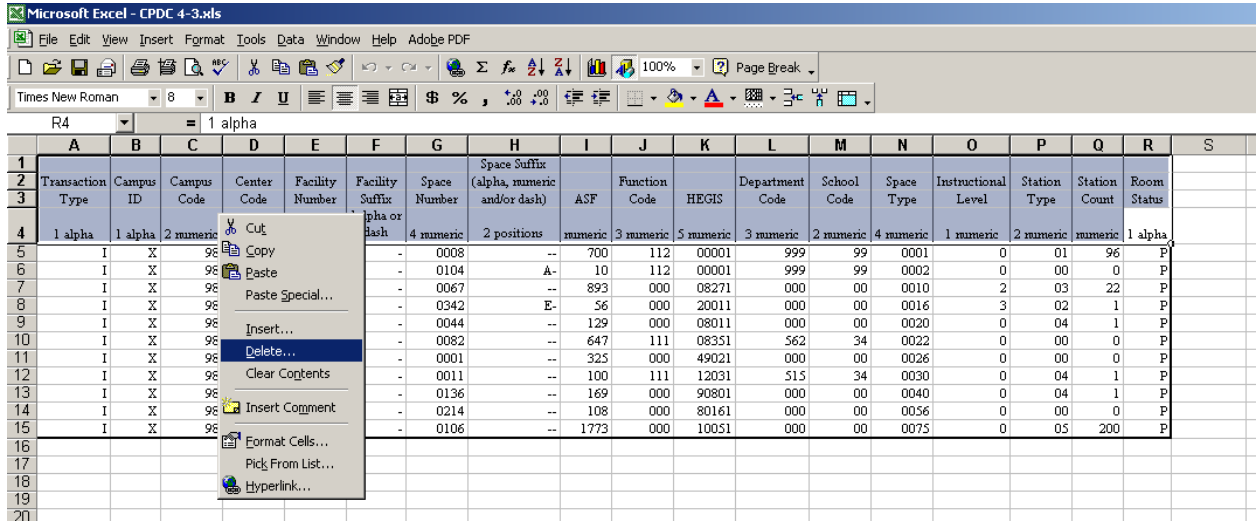 Microsoft Excel - CPDC 4-3.xls
File Edit View Insert Format Tools Data Window Help Adobe PDF
100% Page Break
Times New Roman 8 B I U $ % ,
R4 = 1 alpha
A B C D E F G H I J K L M N O P Q R S
1 Space Suffix
2 Transaction Campus Campus Center Facility Facility Space (alpha, numeric Function Department School Space Instructional Station Station Room
3 Type ID Code Code Number Suffix Number and/or dash) ASF Code HEGIS Code Code Type Level Type Count Status
alpha or
4 1 alpha 1 alpha 2 numeric dash 4 numeric 2 positions numeric 3 numeric 5 numeric 3 numeric 2 numeric 4 numeric 1 numeric 2 numeric numeric 1 alpha
5 I X 98 - 0008 -- 700 112 00001 999 99 0001 0 01 96 P
6 I X 98 - 0104 A- 10 112 00001 999 99 0002 0 00 0 P
7 I X 98 - 0067 -- 893 000 08271 000 00 0010 2 03 22 P
8 I X 98 - 0342 E- 56 000 20011 000 00 0016 3 02 1 P
9 I X 98 - 0044 -- 129 000 08011 000 00 0020 0 04 1 P
10 I X 98 - 0082 -- 647 111 08351 562 34 0022 0 00 0 P
11 I X 98 - 0001 -- 325 000 49021 000 00 0026 0 00 0 P
12 I X 98 - 0011 -- 100 111 12031 515 34 0030 0 04 1 P
13 I X 98 - 0136 -- 169 000 90801 000 00 0040 0 04 1 P
14 I X 98 - 0214 -- 108 000 80161 000 00 0056 0 00 0 P
15 I X 98 - 0106 -- 1773 000 10051 000 00 0075 0 05 200 P
16
17
18
19
20
Cut
Copy
Paste
Paste Special...
Insert...
Delete...
Clear Contents
Insert Comment
Format Cells...
Pick From List...
Hyperlink...